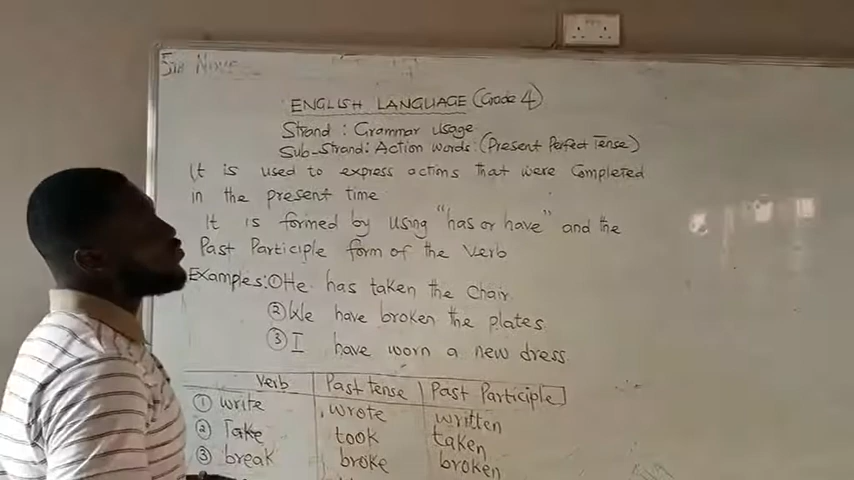 ENGLISH LANGUAGE (Grade 4)
Strand : Grammar usage
Sub-Strand: Action words: (Present Perfect Tense)
It is used to express actions that were completed
in the present time
It is formed by using "has or have" and the
Past Participle form of the verb
Examples: ① He has taken the chair
② We have broken the plates
③ I have worn a new dress
Verb Past Tense Past Participle
① write wrote written
② Take took taken
③ break broke broken